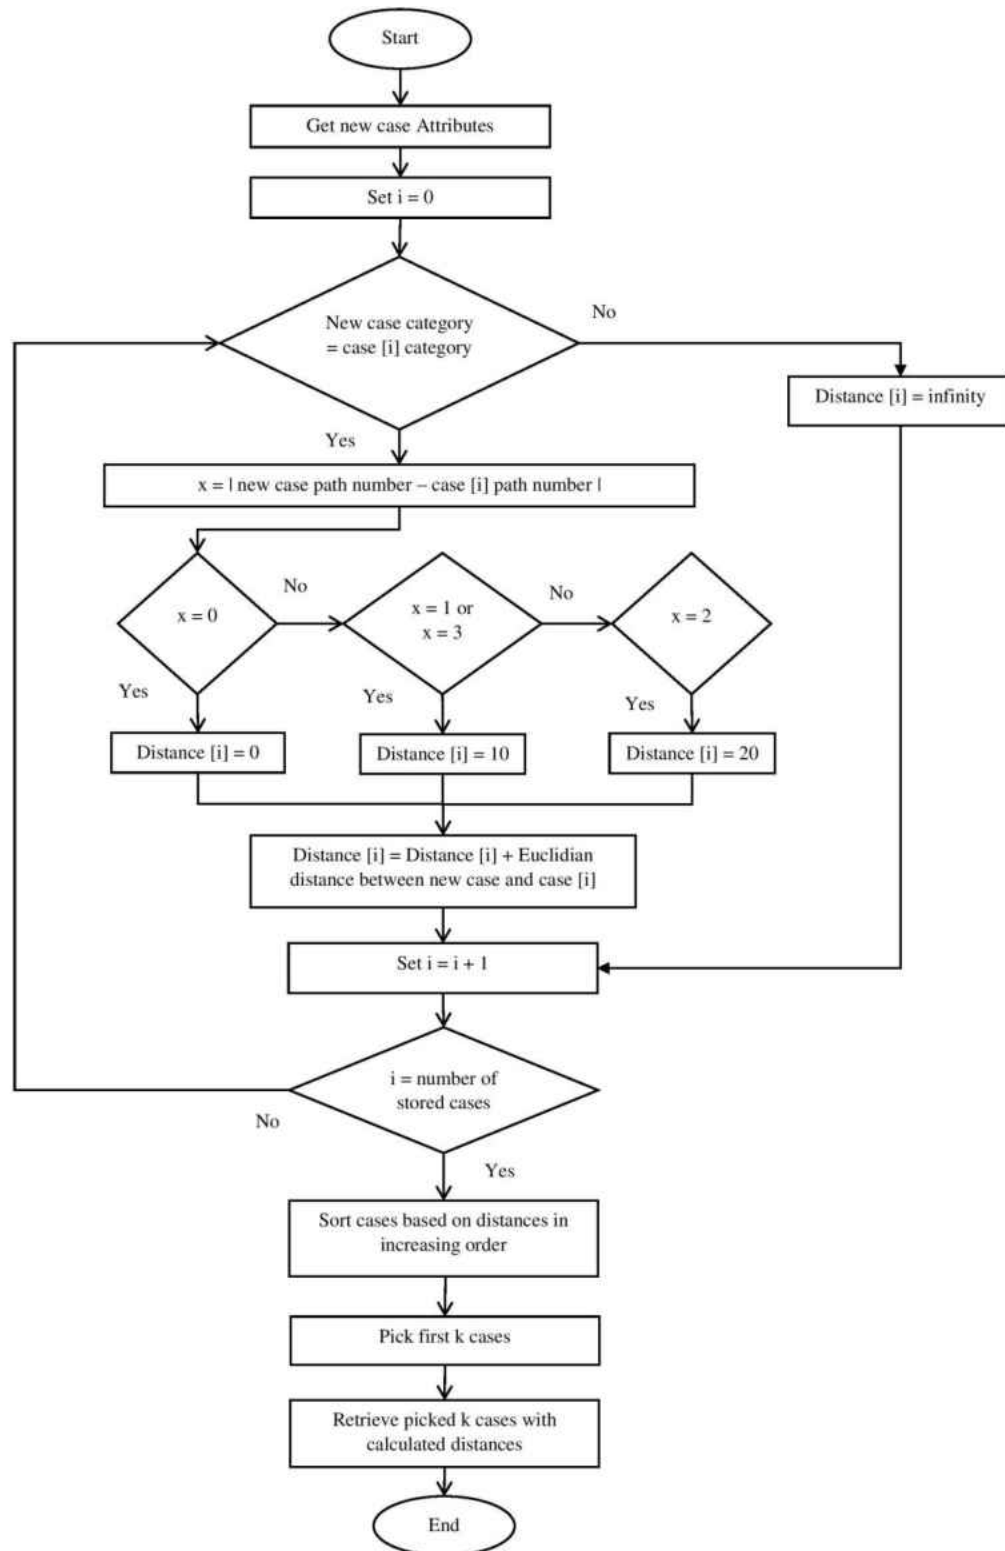 Start
Get new case Attributes
Set i = 0
New case category
= case [i] category
No
Distance [i] = infinity
Yes
x = | new case path number – case [i] path number |
x = 0
No
x = 1 or
x = 3
No
x = 2
Yes
Yes
Yes
Distance [i] = 0
Distance [i] = 10
Distance [i] = 20
Distance [i] = Distance [i] + Euclidian
distance between new case and case [i]
Set i = i + 1
i = number of
stored cases
No
Yes
Sort cases based on distances in
increasing order
Pick first k cases
Retrieve picked k cases with
calculated distances
End